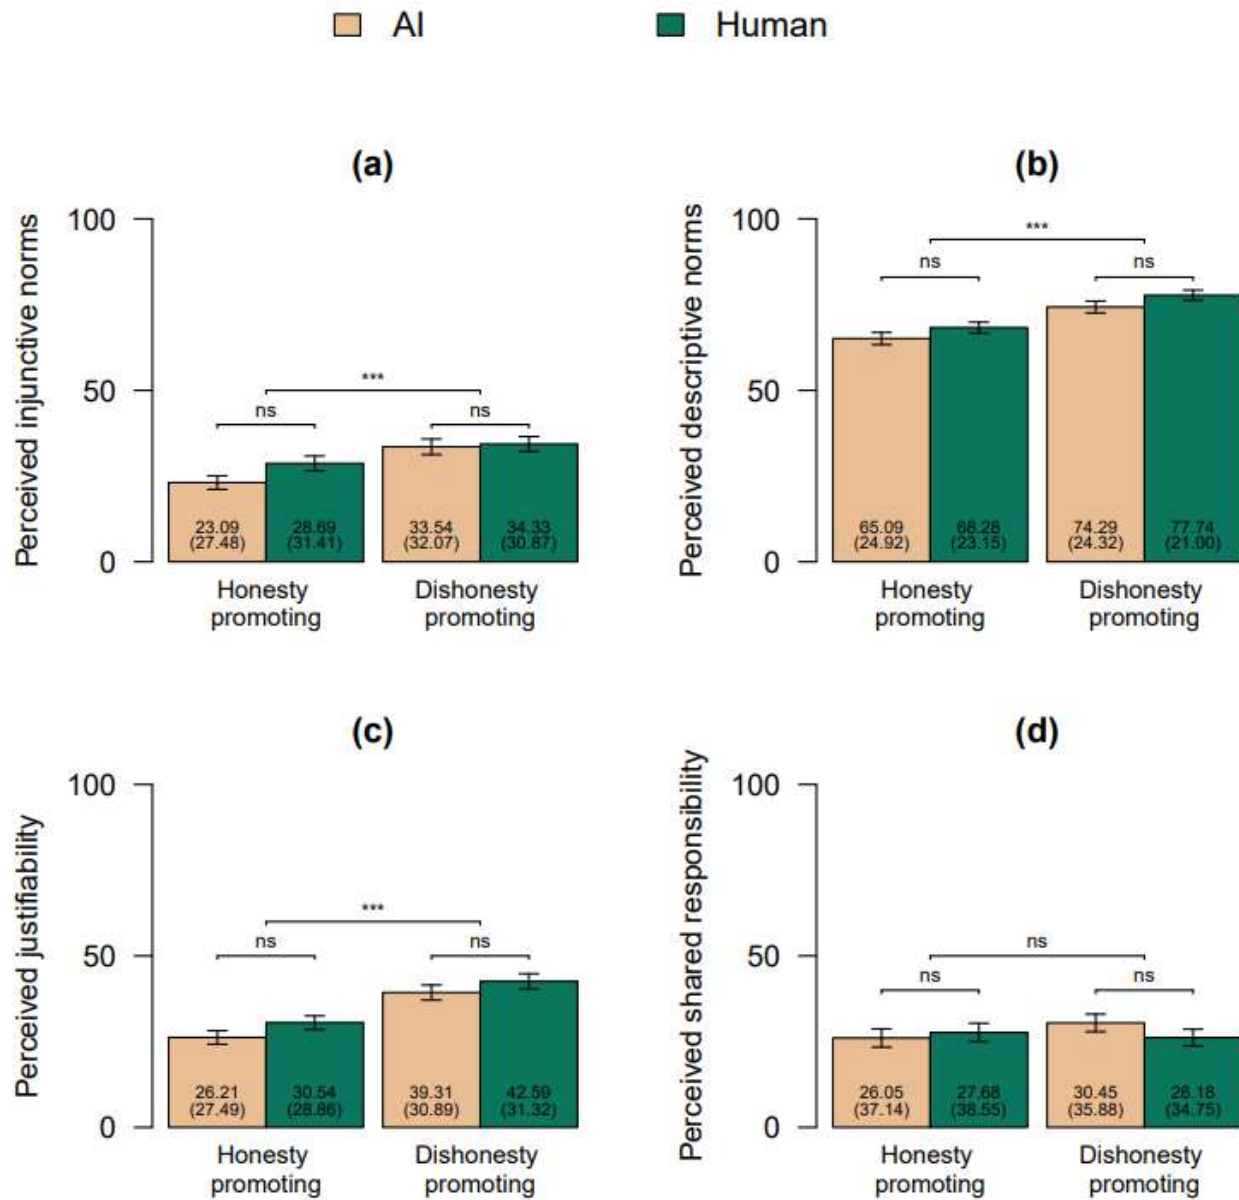 AI Human
(a)
Perceived injunctive norms
100
50
0
***
ns ns
23.09 28.69 33.54 34.33
(27.48) (31.41) (32.07) (30.87)
Honesty Dishonesty
promoting promoting
(b)
Perceived descriptive norms
100
50
0
***
ns ns
65.09 68.28 74.29 77.74
(24.92) (23.15) (24.32) (21.00)
Honesty Dishonesty
promoting promoting
(c)
Perceived justifiability
100
50
0
***
ns ns
26.21 30.54 39.31 42.59
(27.49) (28.86) (30.89) (31.32)
Honesty Dishonesty
promoting promoting
(d)
Perceived shared responsibility
100
50
0
ns
ns ns
26.05 27.68 30.45 26.18
(37.14) (38.55) (35.88) (34.75)
Honesty Dishonesty
promoting promoting